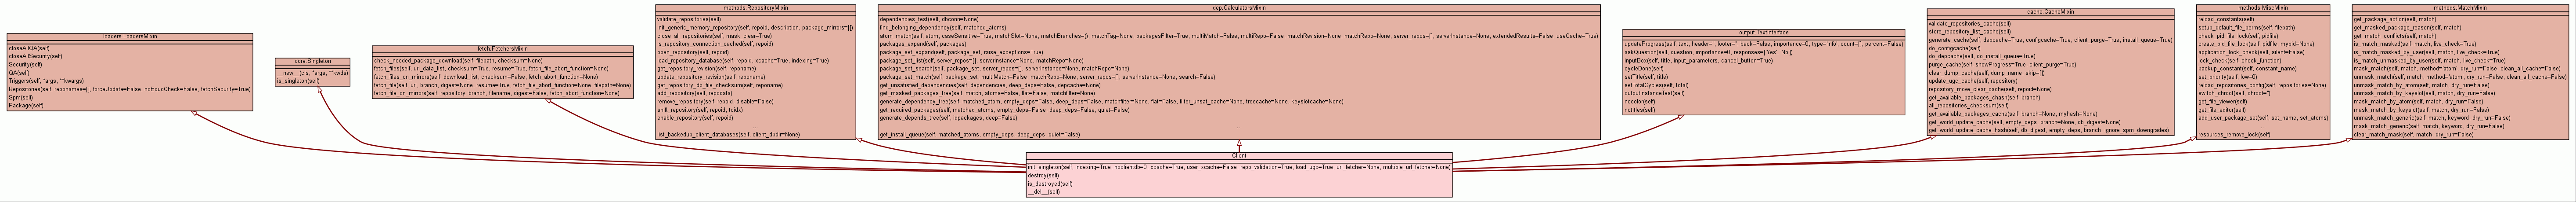 loaders.LoadersMixin
closeAllQA(self)
closeAllSecurity(self)
Security(self)
QA(self)
Triggers(self, *args, **kwargs)
Repositories(self, reponames=[], forceUpdate=False, noEquoCheck=False, fetchSecurity=True)
Spm(self)
Package(self)
core.Singleton
__new__(cls, *args, **kwds)
is_singleton(self)
fetch.FetchersMixin
check_needed_package_download(self, filepath, checksum=None)
fetch_files(self, url_data_list, checksum=True, resume=True, fetch_file_abort_function=None)
fetch_files_on_mirrors(self, download_list, checksum=False, fetch_abort_function=None)
fetch_file(self, url, branch, digest=None, resume=True, fetch_file_abort_function=None, filepath=None)
fetch_file_on_mirrors(self, repository, branch, filename, digest=False, fetch_abort_function=None)
methods.RepositoryMixin
validate_repositories(self)
init_generic_memory_repository(self, repoid, description, package_mirrors=[])
close_all_repositories(self, mask_clear=True)
is_repository_connection_cached(self, repoid)
open_repository(self, repoid)
load_repository_database(self, repoid, xcache=True, indexing=True)
get_repository_revision(self, reponame)
update_repository_revision(self, reponame)
get_repository_db_file_checksum(self, reponame)
add_repository(self, repodata)
remove_repository(self, repoid, disable=False)
shift_repository(self, repoid, toidx)
enable_repository(self, repoid)
...
list_backedup_client_databases(self, client_dbdir=None)
dep.CalculatorsMixin
dependencies_test(self, dbconn=None)
find_belonging_dependency(self, matched_atoms)
atom_match(self, atom, caseSensitive=True, matchSlot=None, matchBranches=(), matchTag=None, packagesFilter=True, multiMatch=False, multiRepo=False, matchRevision=None, matchRepo=None, server_repos=[], serverInstance=None, extendedResults=False, useCache=True)
packages_expand(self, packages)
package_set_expand(self, package_set, raise_exceptions=True)
package_set_list(self, server_repos=[], serverInstance=None, matchRepo=None)
package_set_search(self, package_set, server_repos=[], serverInstance=None, matchRepo=None)
package_set_match(self, package_set, multiMatch=False, matchRepo=None, server_repos=[], serverInstance=None, search=False)
get_unsatisfied_dependencies(self, dependencies, deep_deps=False, depcache=None)
get_masked_packages_tree(self, match, atoms=False, flat=False, matchfilter=None)
generate_dependency_tree(self, matched_atom, empty_deps=False, deep_deps=False, matchfilter=None, flat=False, filter_unsat_cache=None, treecache=None, keyslotcache=None)
get_required_packages(self, matched_atoms, empty_deps=False, deep_deps=False, quiet=False)
generate_depends_tree(self, idpackages, deep=False)
...
get_install_queue(self, matched_atoms, empty_deps, deep_deps, quiet=False)
output.TextInterface
updateProgress(self, text, header='', footer='', back=False, importance=0, type='info', count=[], percent=False)
askQuestion(self, question, importance=0, responses=['Yes', 'No'])
inputBox(self, title, input_parameters, cancel_button=True)
cycleDone(self)
setTitle(self, title)
setTotalCycles(self, total)
outputInstanceTest(self)
nocolor(self)
notitles(self)
cache.CacheMixin
validate_repositories_cache(self)
store_repository_list_cache(self)
generate_cache(self, depcache=True, configcache=True, client_purge=True, install_queue=True)
do_configcache(self)
do_depcache(self, do_install_queue=True)
purge_cache(self, showProgress=True, client_purge=True)
clear_dump_cache(self, dump_name, skip=[])
update_ugc_cache(self, repository)
repository_move_clear_cache(self, repoid=None)
get_available_packages_chash(self, branch)
all_repositories_checksum(self)
get_available_packages_cache(self, branch=None, myhash=None)
get_world_update_cache(self, empty_deps, branch=None, db_digest=None)
get_world_update_cache_hash(self, db_digest, empty_deps, branch, ignore_spm_downgrades)
methods.MiscMixin
reload_constants(self)
setup_default_file_perms(self, filepath)
check_pid_file_lock(self, pidfile)
create_pid_file_lock(self, pidfile, mypid=None)
application_lock_check(self, silent=False)
lock_check(self, check_function)
backup_constant(self, constant_name)
set_priority(self, low=0)
reload_repositories_config(self, repositories=None)
switch_chroot(self, chroot='')
get_file_viewer(self)
get_file_editor(self)
add_user_package_set(self, set_name, set_atoms)
...
resources_remove_lock(self)
methods.MatchMixin
get_package_action(self, match)
get_masked_package_reason(self, match)
get_match_conflicts(self, match)
is_match_masked(self, match, live_check=True)
is_match_masked_by_user(self, match, live_check=True)
is_match_unmasked_by_user(self, match, live_check=True)
mask_match(self, match, method='atom', dry_run=False, clean_all_cache=False)
unmask_match(self, match, method='atom', dry_run=False, clean_all_cache=False)
unmask_match_by_atom(self, match, dry_run=False)
unmask_match_by_keyslot(self, match, dry_run=False)
mask_match_by_atom(self, match, dry_run=False)
mask_match_by_keyslot(self, match, dry_run=False)
unmask_match_generic(self, match, keyword, dry_run=False)
mask_match_generic(self, match, keyword, dry_run=False)
clear_match_mask(self, match, dry_run=False)
Client
init_singleton(self, indexing=True, noclientdb=0, xcache=True, user_xcache=False, repo_validation=True, load_ugc=True, url_fetcher=None, multiple_url_fetcher=None)
destroy(self)
is_destroyed(self)
__del__(self)